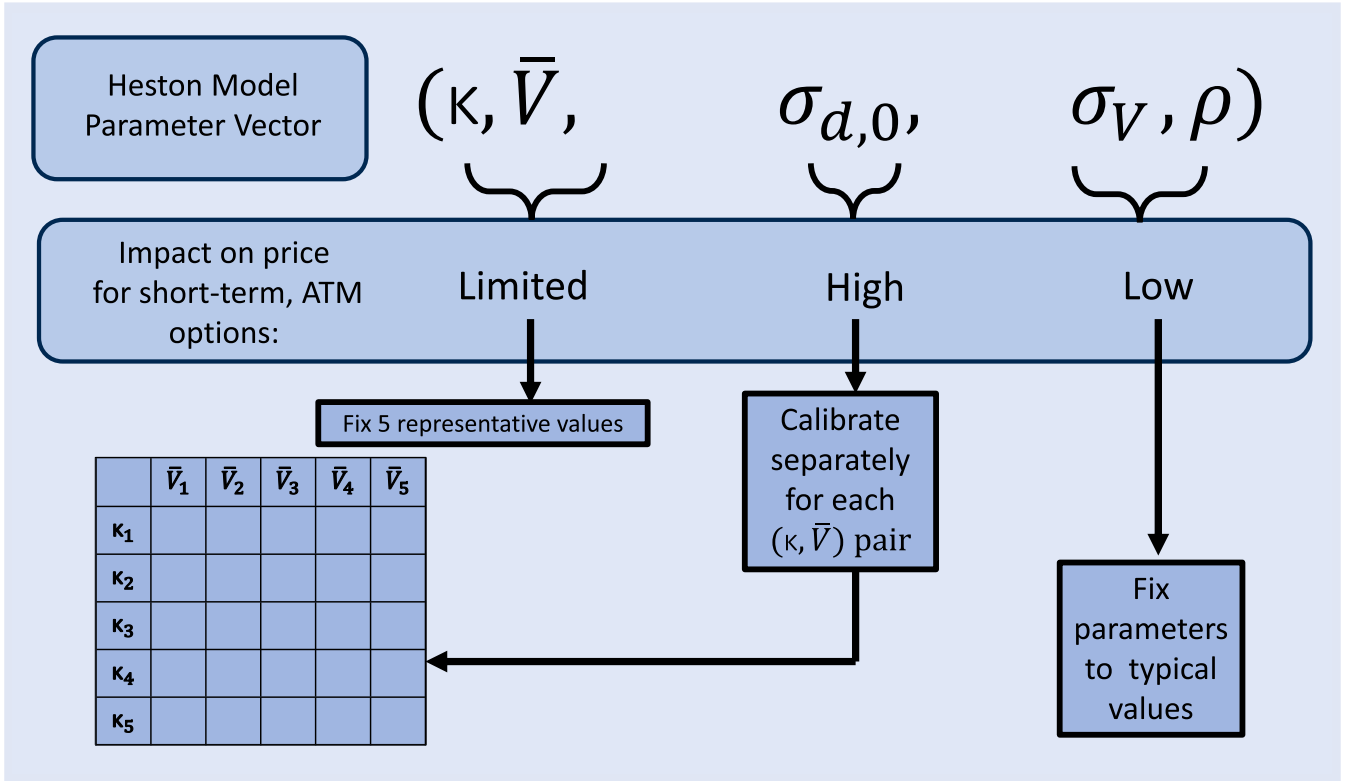 Heston Model
Parameter Vector
(κ, V̄, σ_{d,0}, σ_V, ρ)
Impact on price
for short-term, ATM
options:
Limited
High
Low
Fix 5 representative values
Calibrate
separately
for each
(κ, V̄) pair
Fix
parameters
to typical
values
V̄₁ V̄₂ V̄₃ V̄₄ V̄₅
κ₁
κ₂
κ₃
κ₄
κ₅